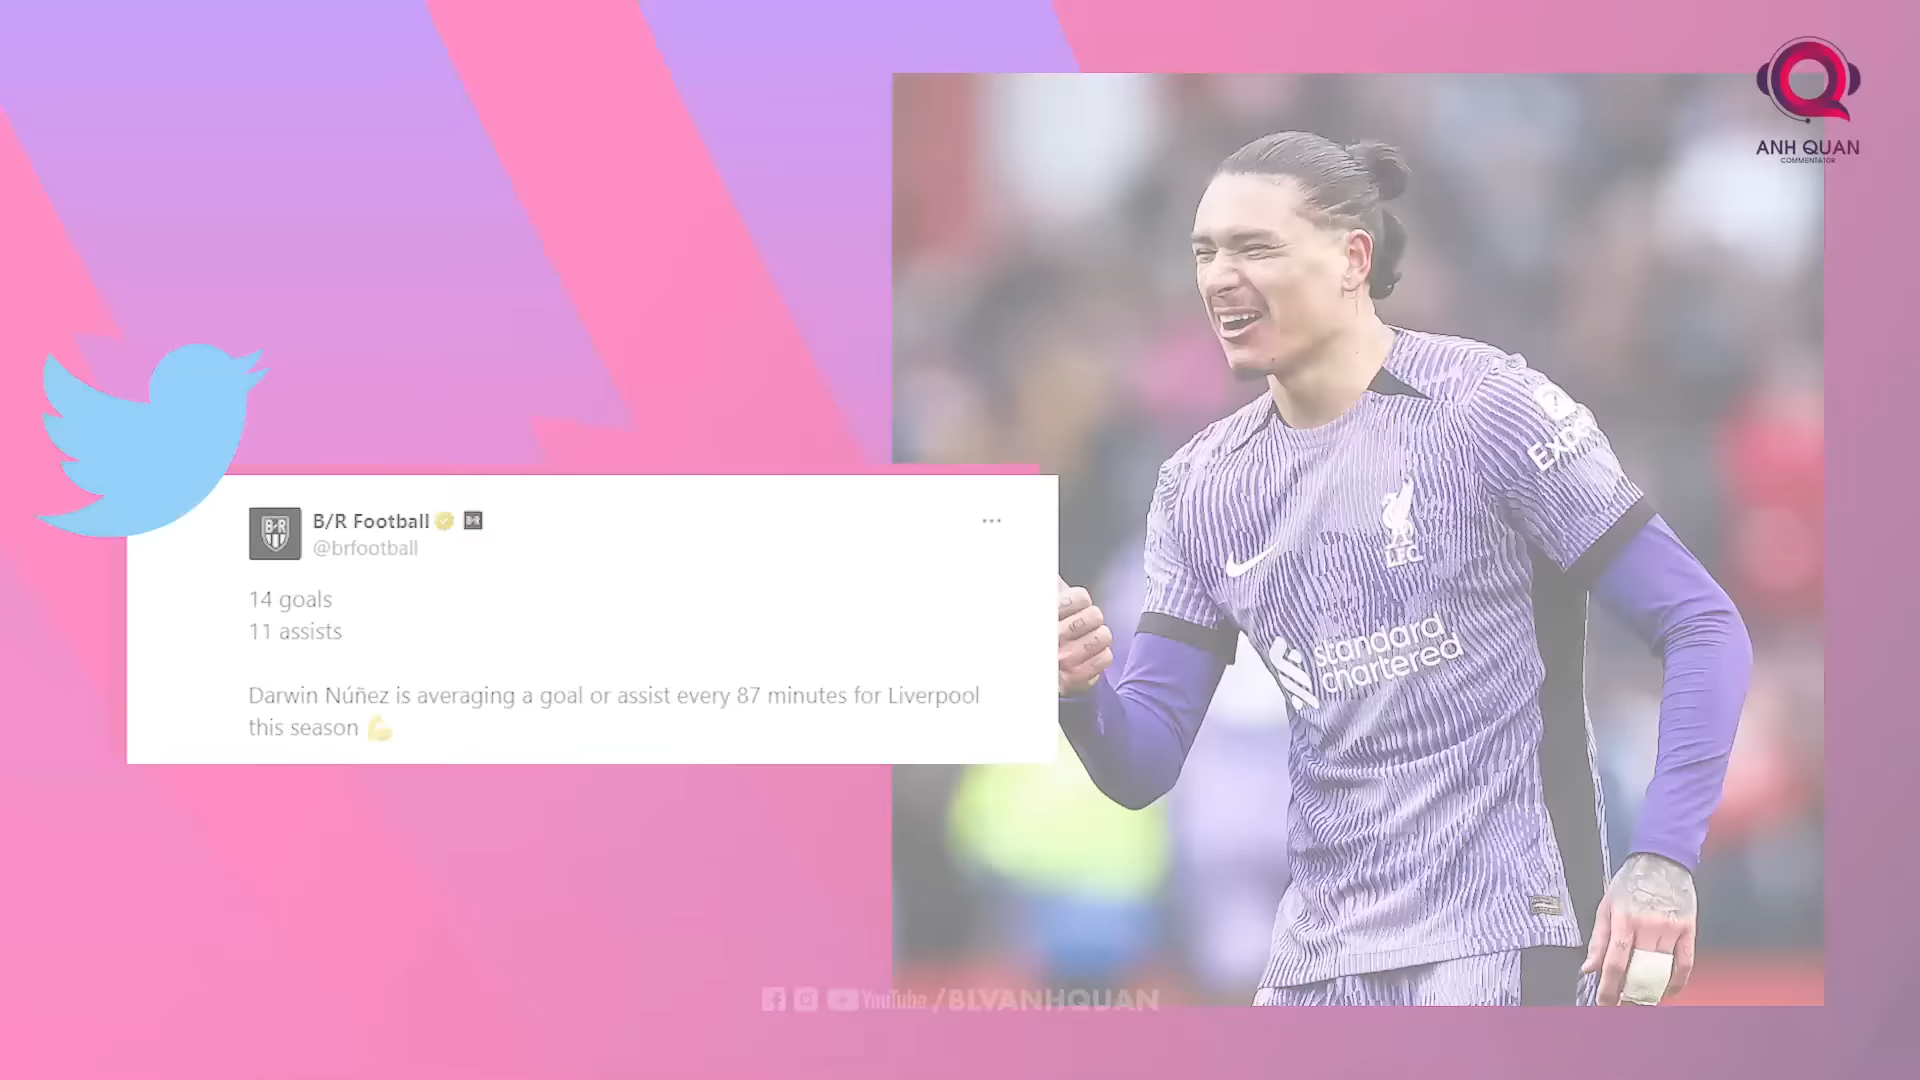 ANH QUAN
COMMENTATOR
B/R Football
@brfootball
14 goals
11 assists
Darwin Núñez is averaging a goal or assist every 87 minutes for Liverpool
this season 💪
Expe
L.F.C.
standard
chartered
YouTube /BLVANHQUAN